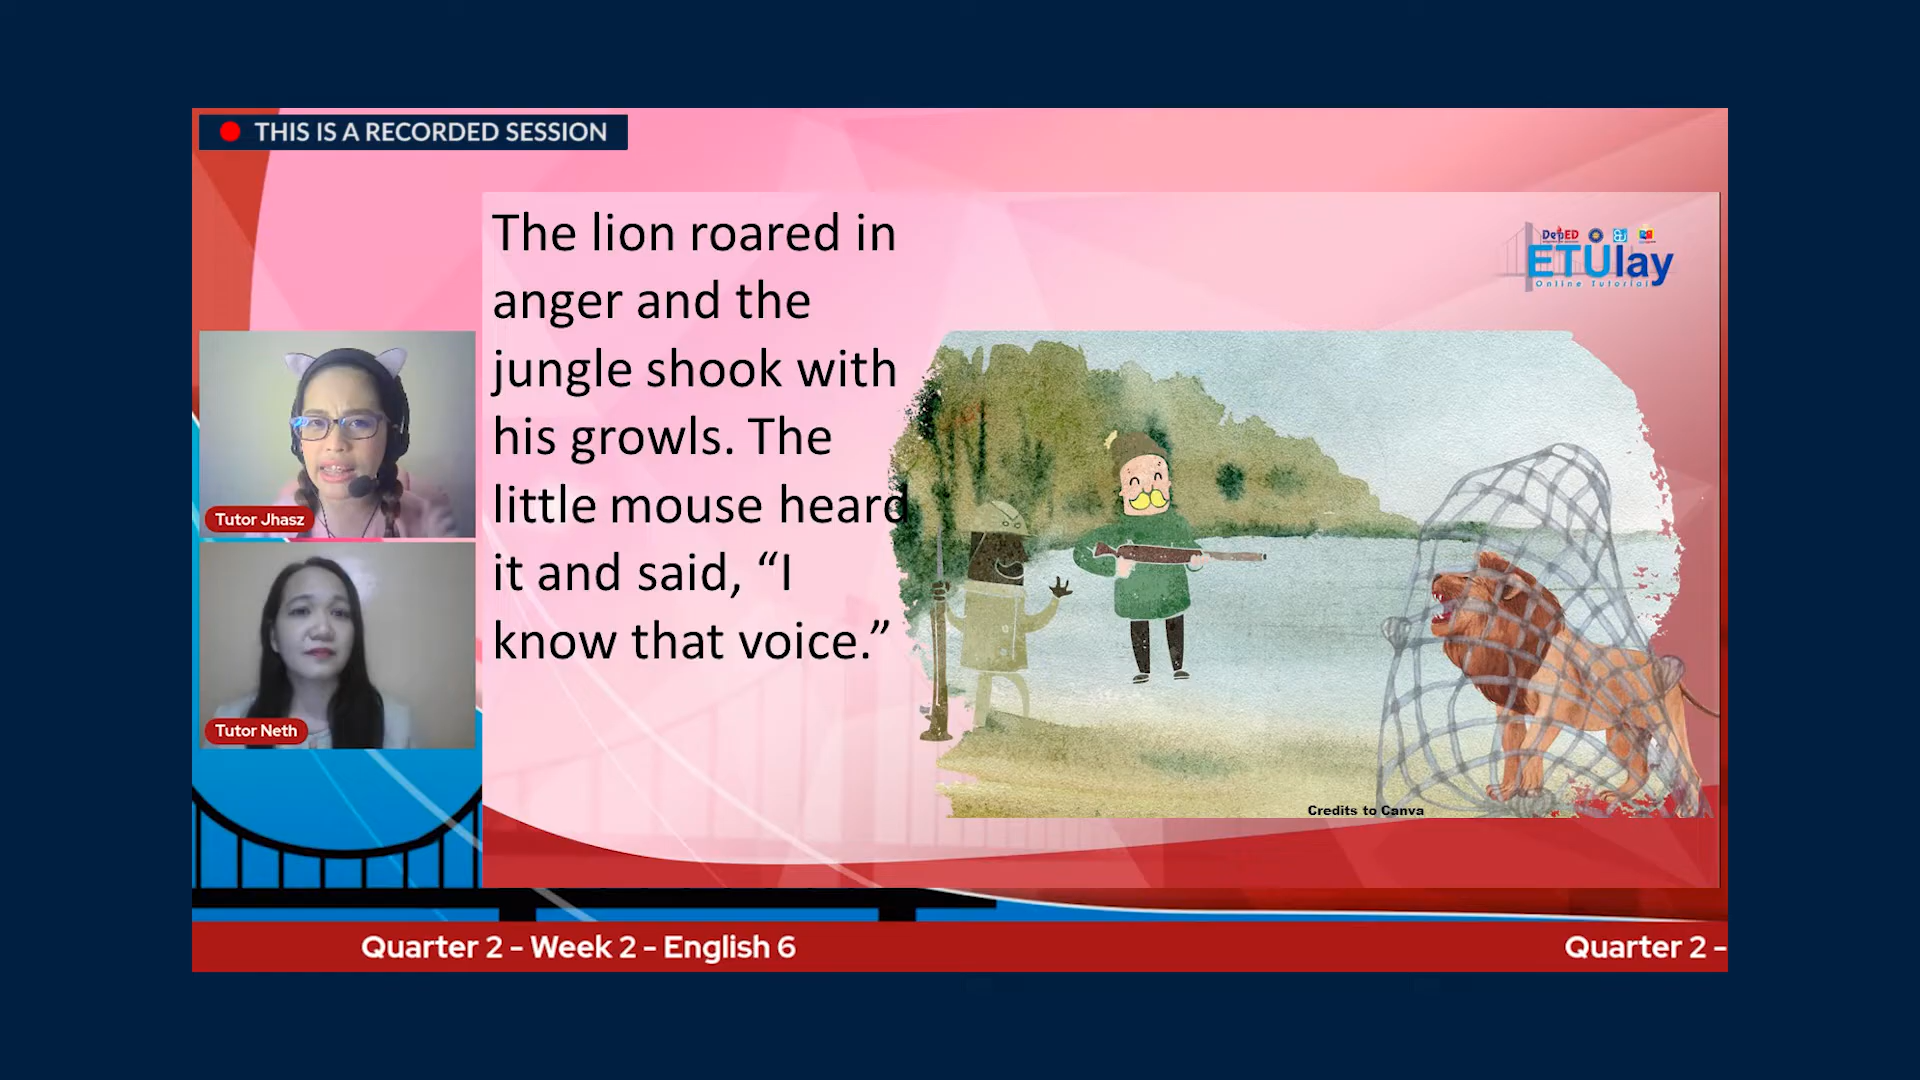 THIS IS A RECORDED SESSION
The lion roared in
anger and the
jungle shook with
his growls. The
little mouse heard
it and said, “I
know that voice.”
DepED
ETUlay
Online Tutorial
Tutor Jhasz
Tutor Neth
Credits to Canva
Quarter 2 - Week 2 - English 6
Quarter 2 -